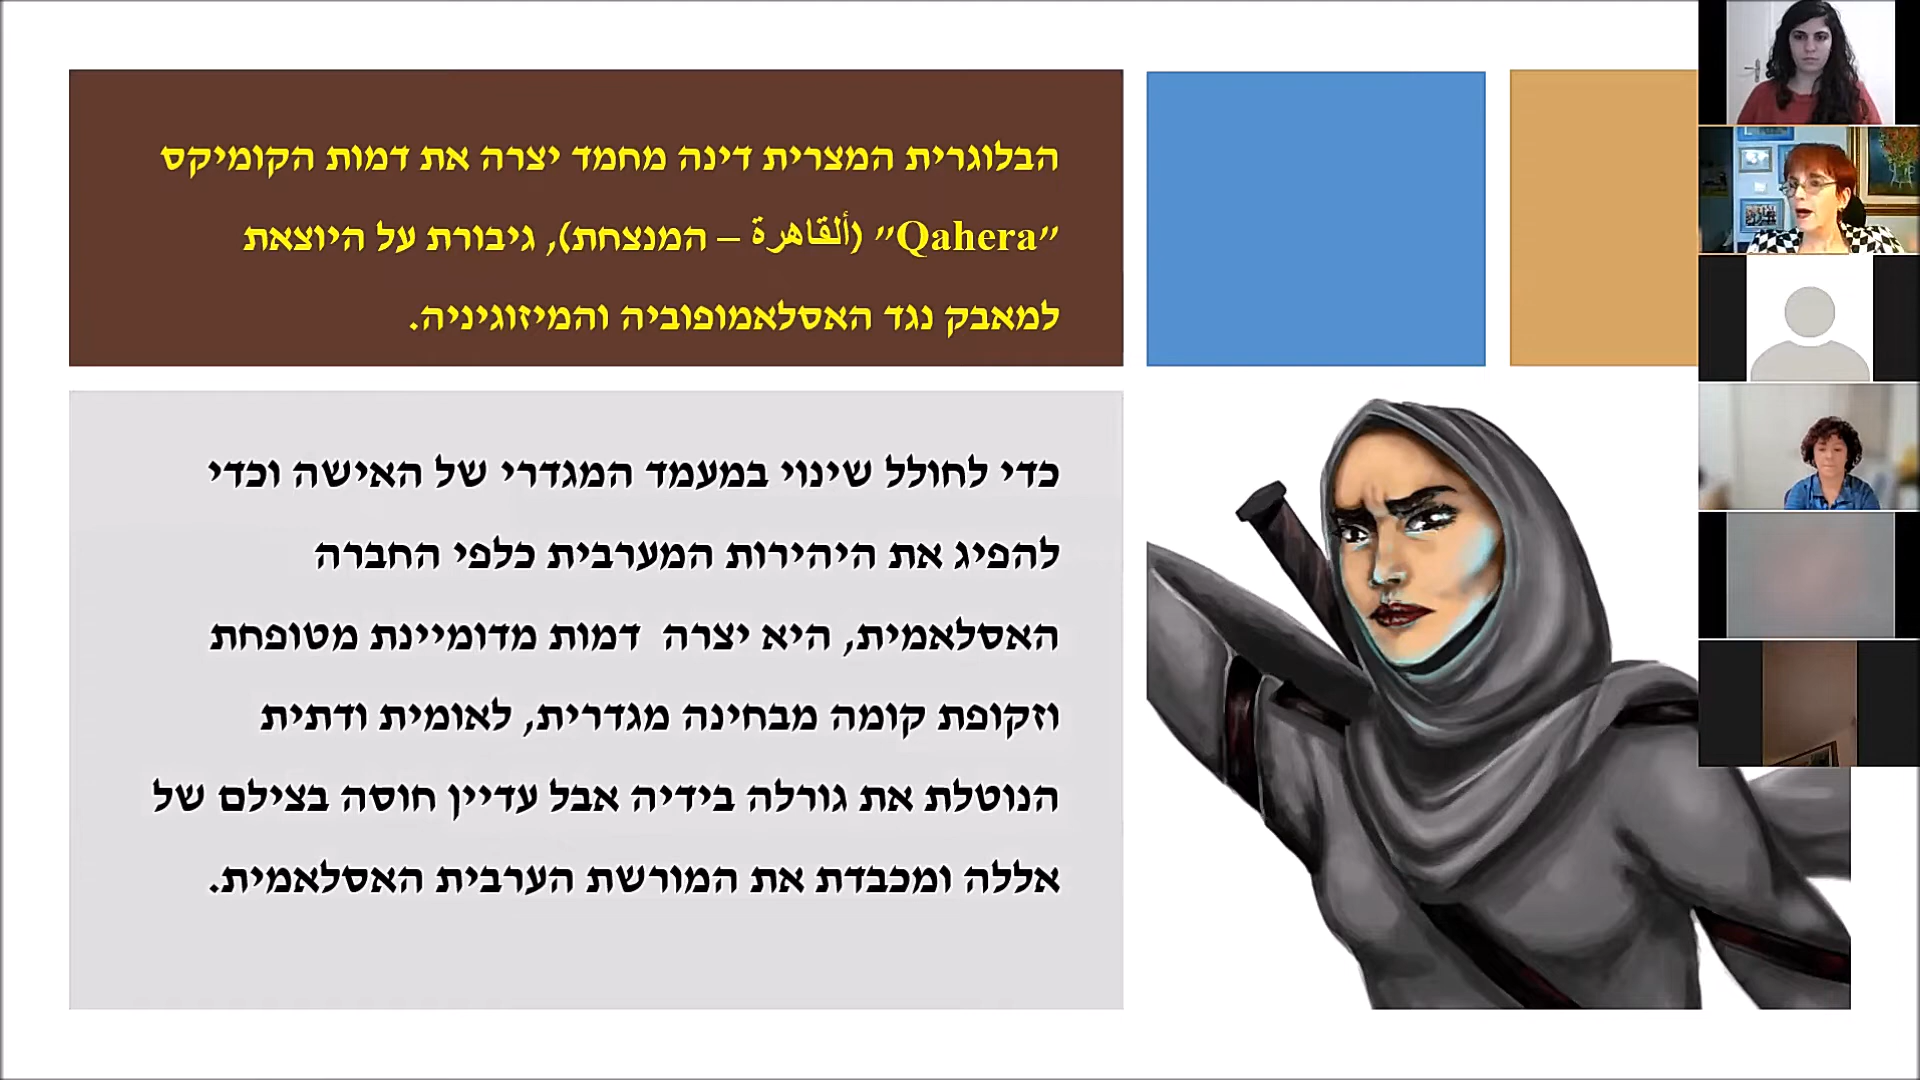 הבלוגרית המצרית דינה מחמד יצרה את דמות הקומיקס
"Qahera" (ألقاهرة – המנצחת), גיבורת על היוצאת
למאבק נגד האסלאמופוביה והמיזוגיניה.
כדי לחולל שינוי במעמד המגדרי של האישה וכדי
להפיג את היהירות המערבית כלפי החברה
האסלאמית, היא יצרה דמות מדומיינת מטופחת
וזקופת קומה מבחינה מגדרית, לאומית ודתית
הנוטלת את גורלה בידיה אבל עדיין חוסה בצילם של
אללה ומכבדת את המורשת הערבית האסלאמית.